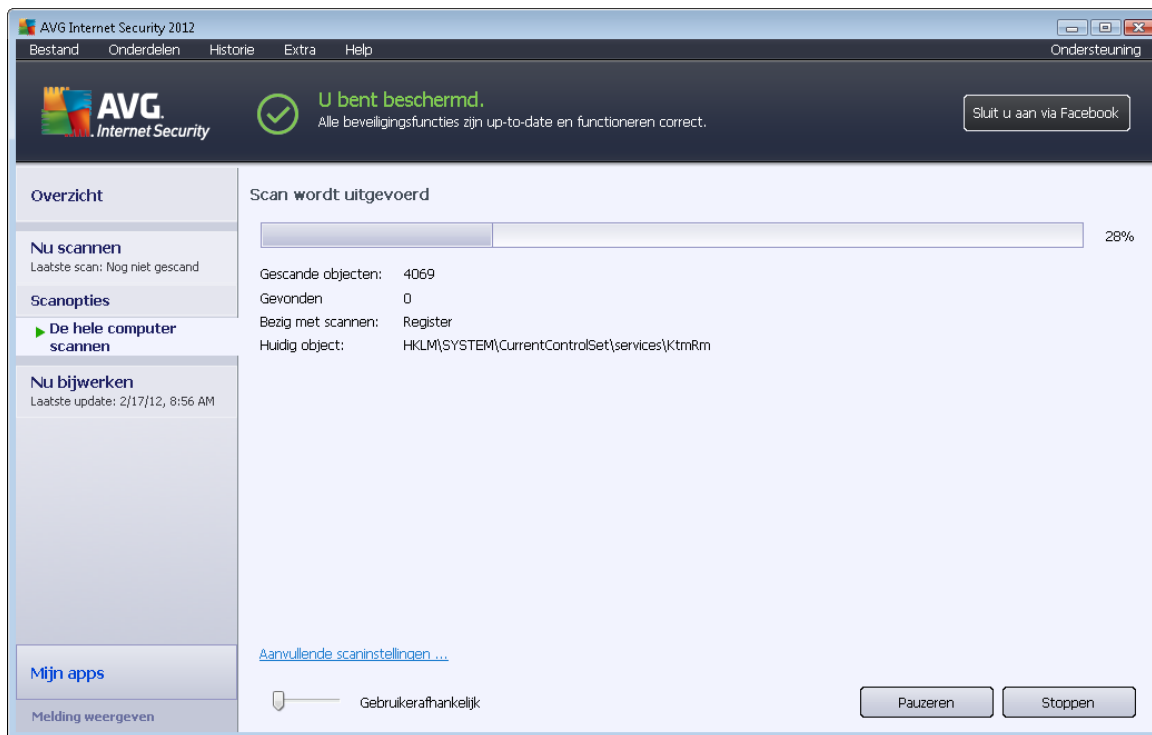 AVG Internet Security 2012
Bestand Onderdelen Historie Extra Help Ondersteuning
AVG.
Internet Security
U bent beschermd.
Alle beveiligingsfuncties zijn up-to-date en functioneren correct.
Sluit u aan via Facebook
Overzicht
Nu scannen
Laatste scan: Nog niet gescand
Scanopties
De hele computer
scannen
Nu bijwerken
Laatste update: 2/17/12, 8:56 AM
Mijn apps
Melding weergeven
Scan wordt uitgevoerd
28%
Gescande objecten: 4069
Gevonden 0
Bezig met scannen: Register
Huidig object: HKLM\SYSTEM\CurrentControlSet\services\KtmRm
Aanvullende scaninstellingen ...
Gebruikerafhankelijk
Pauzeren
Stoppen